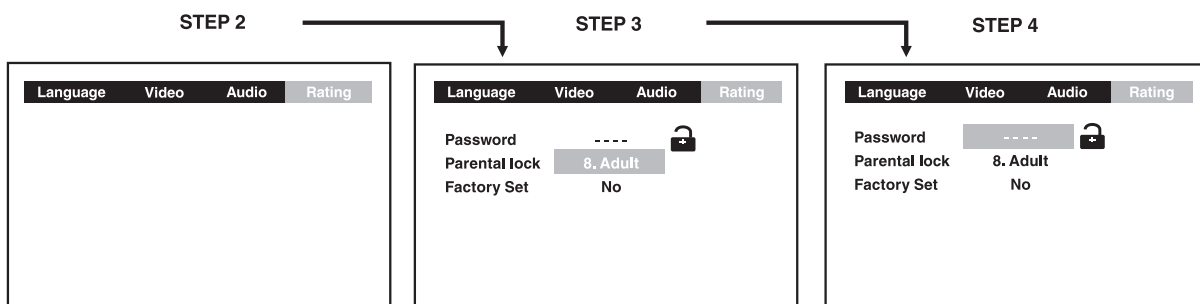 STEP 2 STEP 3 STEP 4
Language Video Audio Rating
Language Video Audio Rating
Password ----
Parental lock 8. Adult
Factory Set No
Language Video Audio Rating
Password ----
Parental lock 8. Adult
Factory Set No